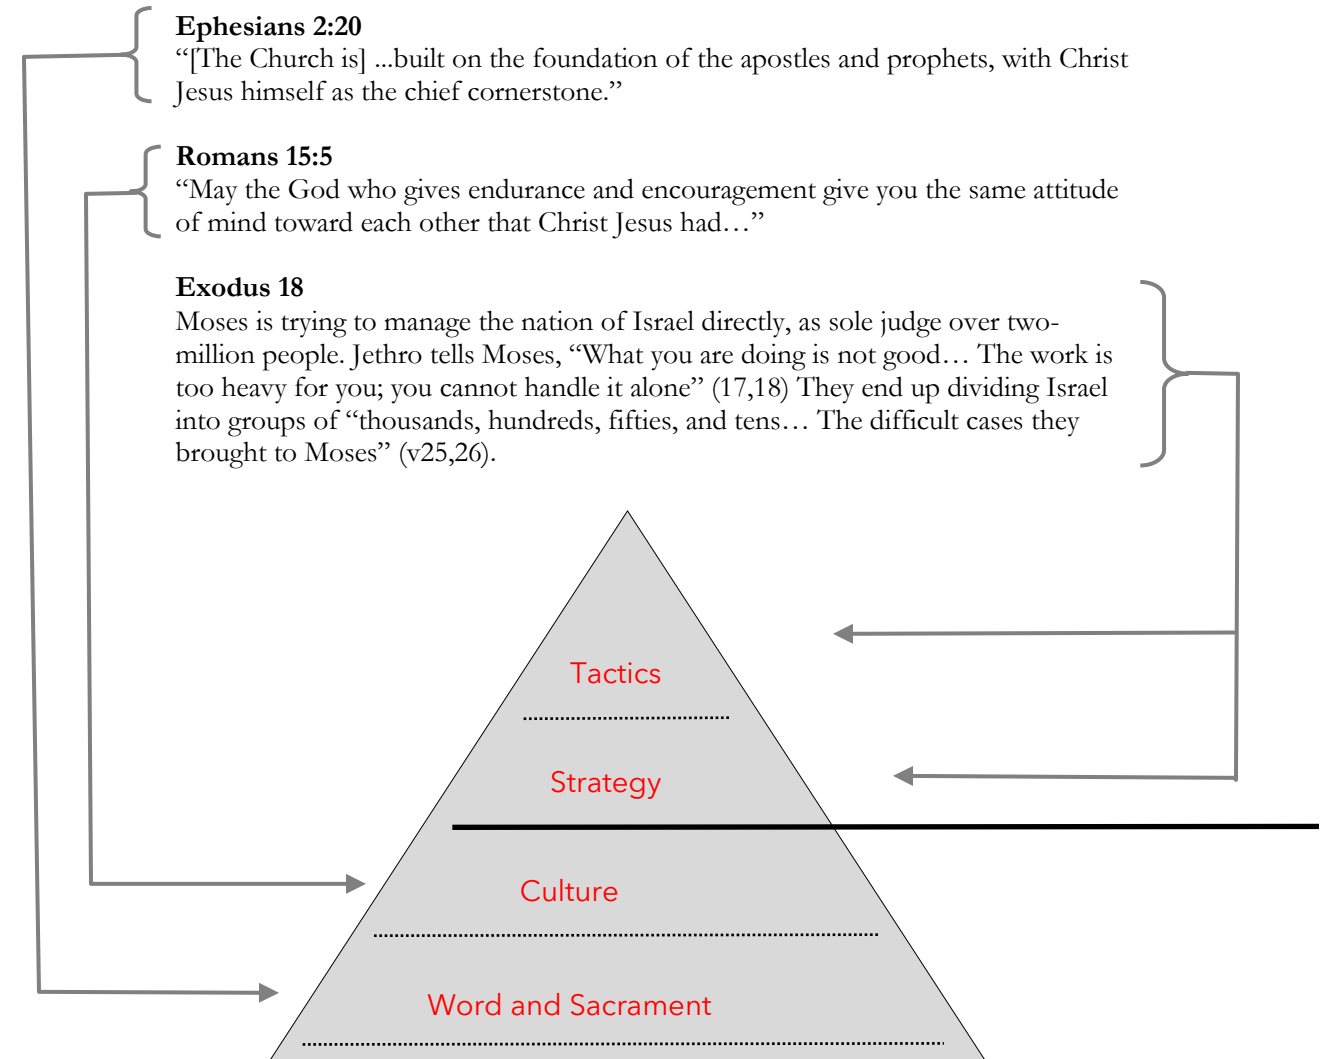 Ephesians 2:20
“[The Church is] ...built on the foundation of the apostles and prophets, with Christ
Jesus himself as the chief cornerstone.”
Romans 15:5
“May the God who gives endurance and encouragement give you the same attitude
of mind toward each other that Christ Jesus had…”
Exodus 18
Moses is trying to manage the nation of Israel directly, as sole judge over two-
million people. Jethro tells Moses, “What you are doing is not good… The work is
too heavy for you; you cannot handle it alone” (17,18) They end up dividing Israel
into groups of “thousands, hundreds, fifties, and tens… The difficult cases they
brought to Moses” (v25,26).
Tactics
Strategy
Culture
Word and Sacrament